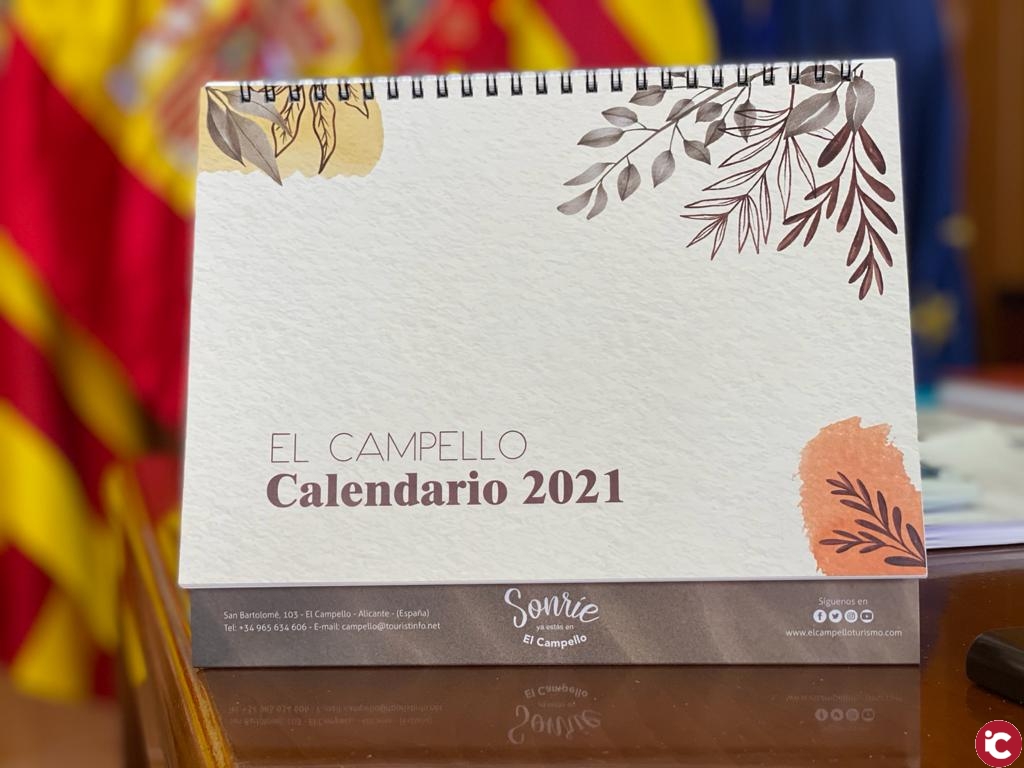 EL CAMPELLO
Calendario 2021
San Bartolomé, 103 - El Campello - Alicante - (España)
Tel: +34 965 634 606 - E-mail: campello@touristinfo.net
Sonríe
ya estás en
El Campello
Síguenos en
www.elcampelloturismo.com
iC